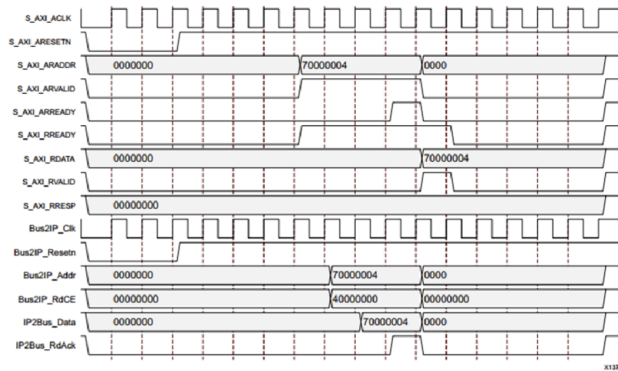 S_AXI_ACLK
S_AXI_ARESETN
S_AXI_ARADDR 0000000 70000004 0000
S_AXI_ARVALID
S_AXI_ARREADY
S_AXI_RREADY
S_AXI_RDATA 0000000 70000004
S_AXI_RVALID
S_AXI_RRESP 00000000
Bus2IP_Clk
Bus2IP_Resetn
Bus2IP_Addr 0000000 70000004 0000
Bus2IP_RdCE 00000000 40000000 00000000
IP2Bus_Data 0000000 70000004 0000
IP2Bus_RdAck